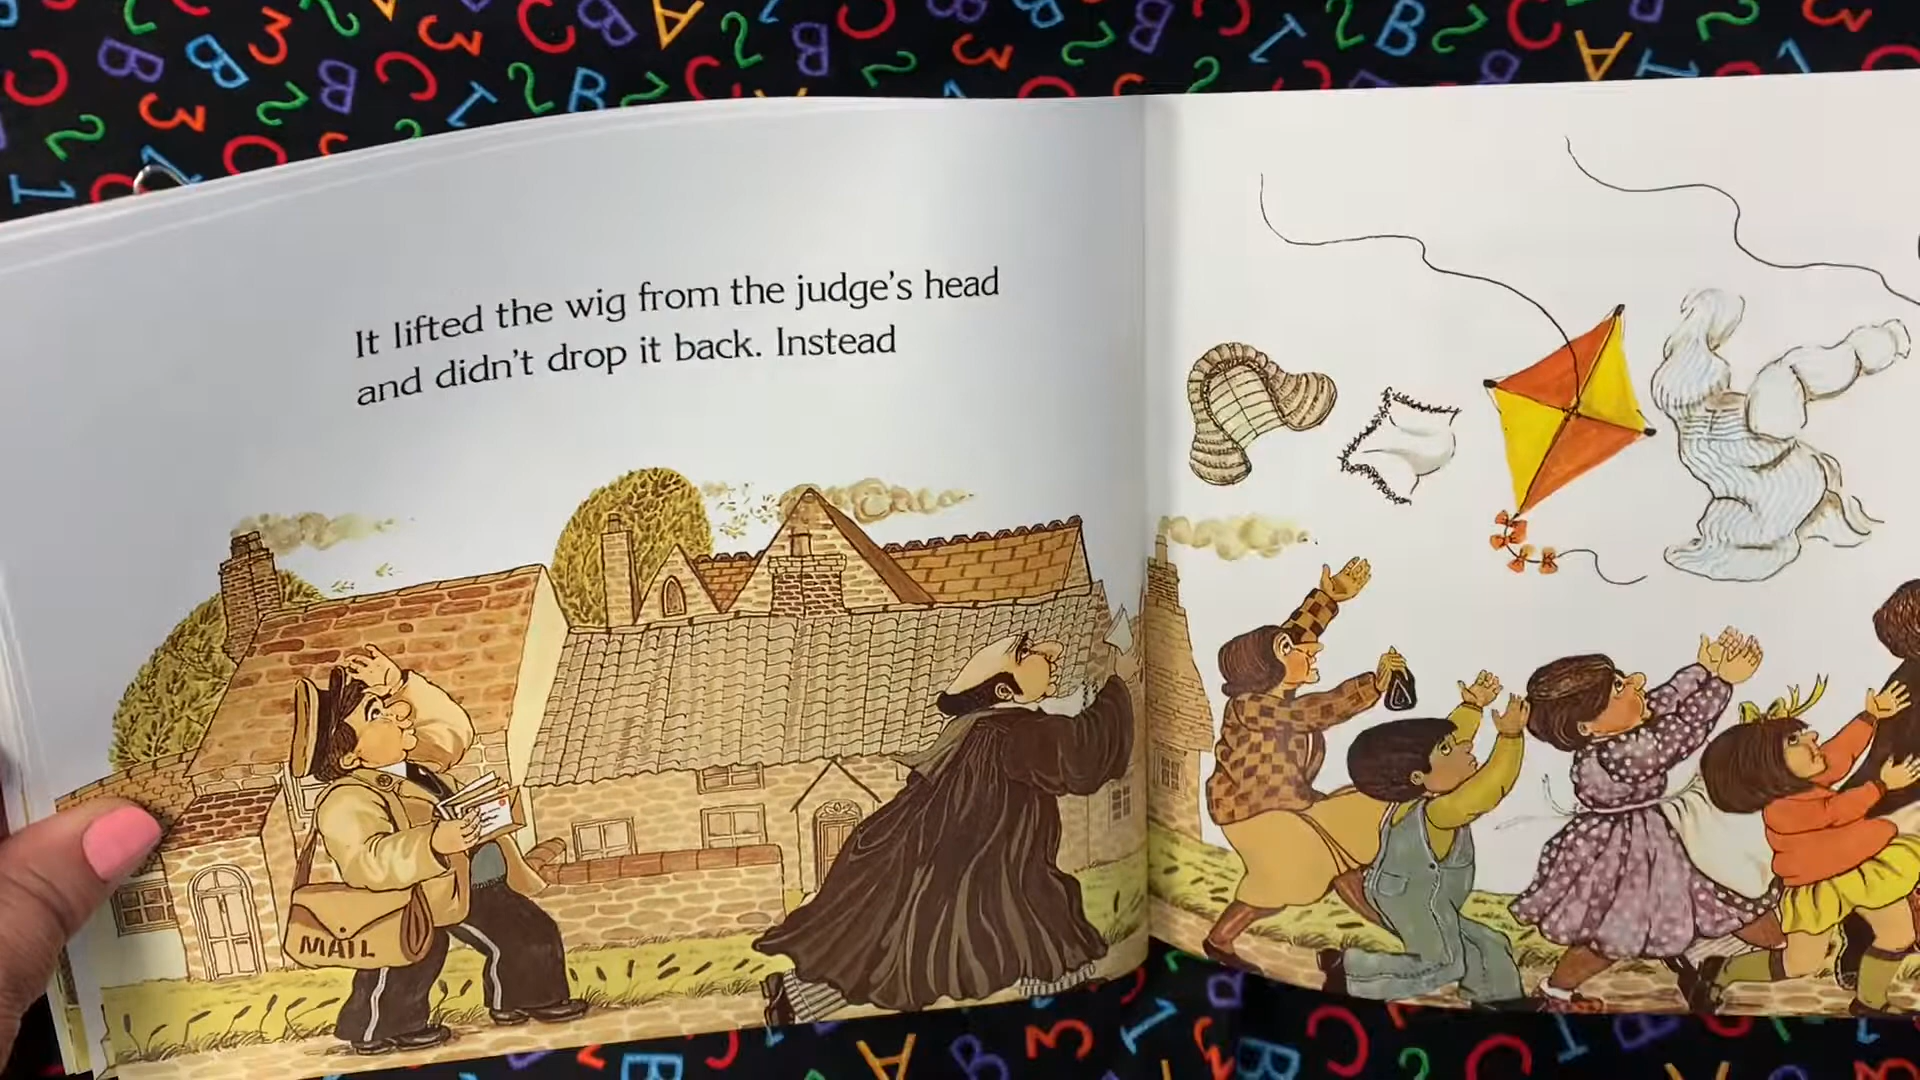 It lifted the wig from the judge's head
and didn't drop it back. Instead
MAIL